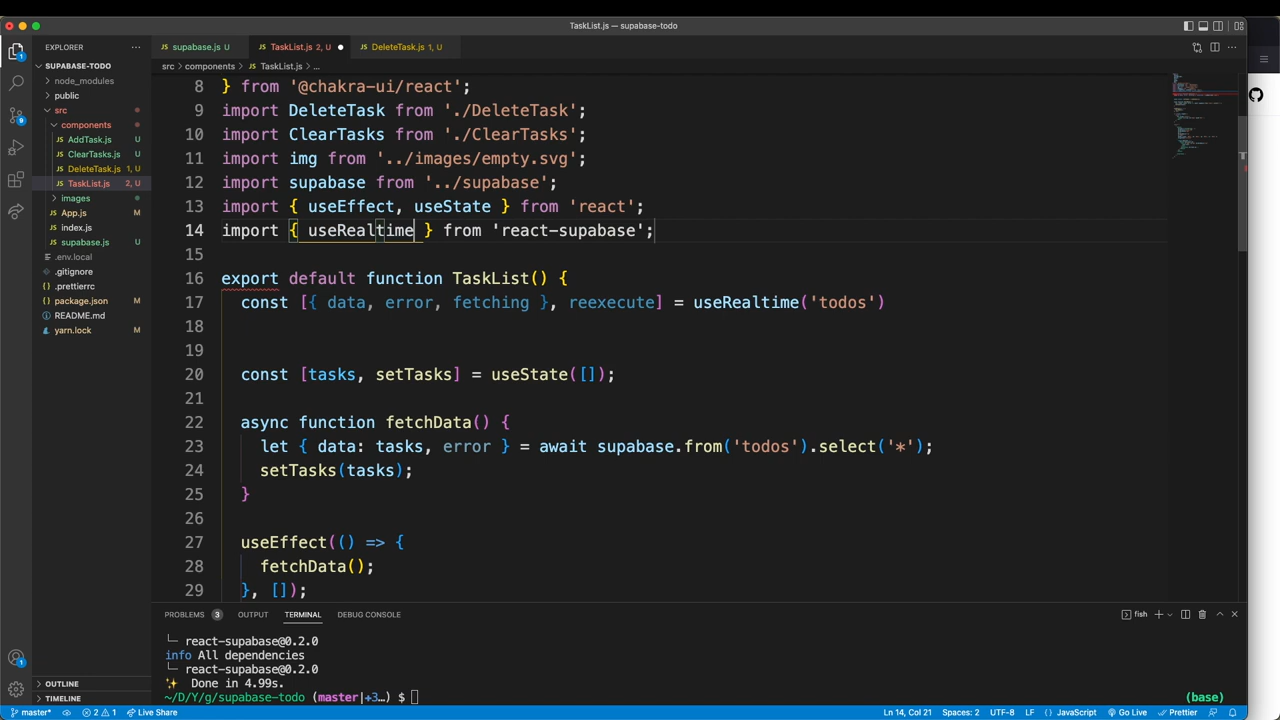 TaskList.js — supabase-todo
EXPLORER
SUPABASE-TODO
node_modules
public
src
components
AddTask.js U
ClearTasks.js U
DeleteTask.js 1, U
TaskList.js 2, U
images
App.js M
index.js
supabase.js U
.env.local
.gitignore
.prettierrc
package.json M
README.md
yarn.lock M
OUTLINE
TIMELINE
supabase.js U
TaskList.js 2, U
DeleteTask.js 1, U
src > components > TaskList.js > ...
8 } from '@chakra-ui/react';
9 import DeleteTask from './DeleteTask';
10 import ClearTasks from './ClearTasks';
11 import img from '../images/empty.svg';
12 import supabase from '../supabase';
13 import { useEffect, useState } from 'react';
14 import { useRealtime } from 'react-supabase';
15
16 export default function TaskList() {
17 const [{ data, error, fetching }, reexecute] = useRealtime('todos')
18
19
20 const [tasks, setTasks] = useState([]);
21
22 async function fetchData() {
23 let { data: tasks, error } = await supabase.from('todos').select('*');
24 setTasks(tasks);
25 }
26
27 useEffect(() => {
28 fetchData();
29 }, []);
PROBLEMS 3 OUTPUT TERMINAL DEBUG CONSOLE
fish
└─ react-supabase@0.2.0
info All dependencies
└─ react-supabase@0.2.0
✨ Done in 4.99s.
~/D/Y/g/supabase-todo (master|+3…) $
(base)
master* 2 1 Live Share
Ln 14, Col 21 Spaces: 2 UTF-8 LF { } JavaScript Go Live Prettier